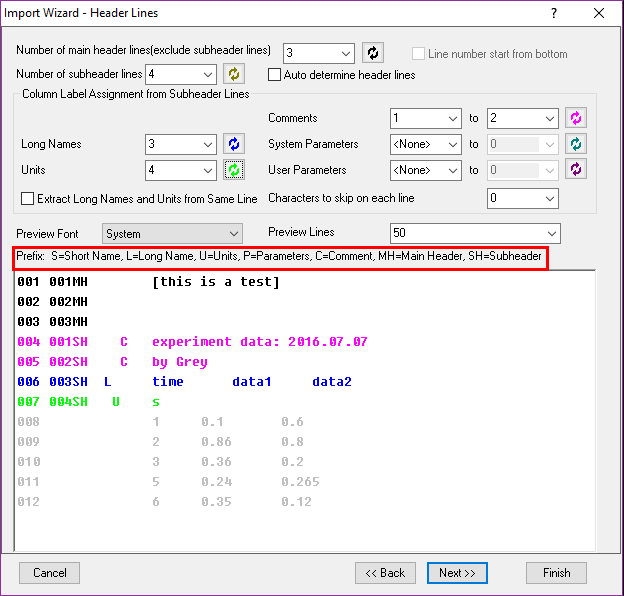 Import Wizard - Header Lines ? ×
Number of main header lines(exclude subheader lines) 3 Line number start from bottom
Number of subheader lines 4 Auto determine header lines
Column Label Assignment from Subheader Lines
Comments 1 to 2
Long Names 3 System Parameters <None> to 0
Units 4 User Parameters <None> to 0
Extract Long Names and Units from Same Line Characters to skip on each line 0
Preview Font System Preview Lines 50
Prefix: S=Short Name, L=Long Name, U=Units, P=Parameters, C=Comment, MH=Main Header, SH=Subheader
001 001MH [this is a test]
002 002MH
003 003MH
004 001SH C experiment data: 2016.07.07
005 002SH C by Grey
006 003SH L time data1 data2
007 004SH U s
008 1 0.1 0.6
009 2 0.86 0.8
010 3 0.36 0.2
011 5 0.24 0.265
012 6 0.35 0.12
Cancel << Back Next >> Finish